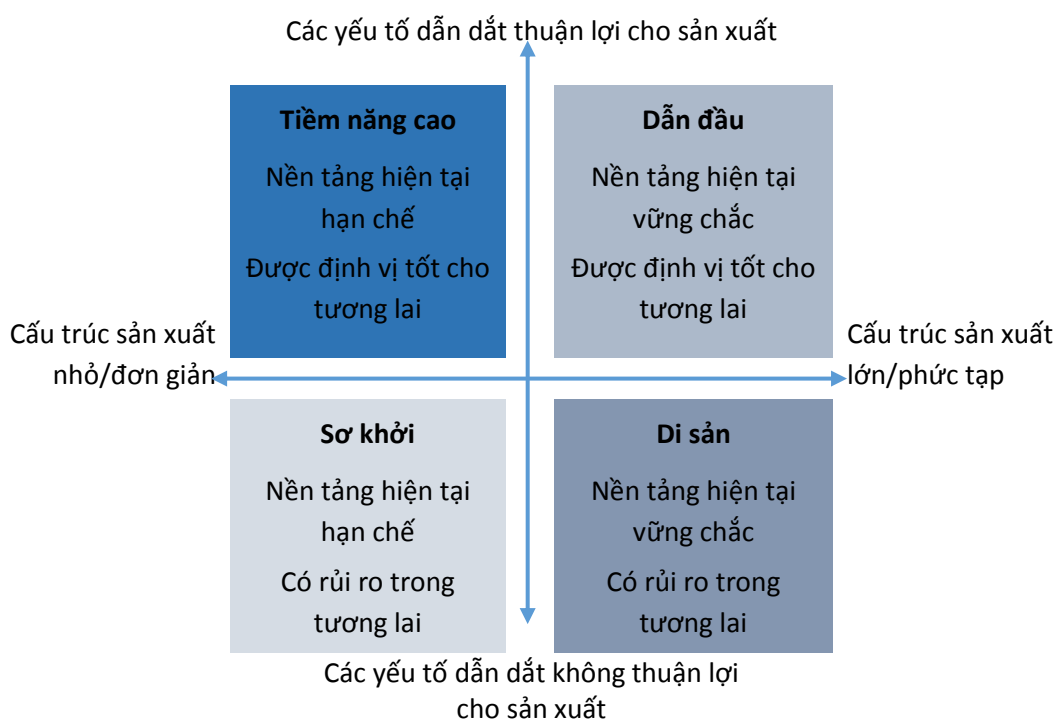 Các yếu tố dẫn dắt thuận lợi cho sản xuất
Tiềm năng cao
Nền tảng hiện tại
hạn chế
Được định vị tốt cho
tương lai
Dẫn đầu
Nền tảng hiện tại
vững chắc
Được định vị tốt cho
tương lai
Cấu trúc sản xuất
nhỏ/đơn giản
Cấu trúc sản xuất
lớn/phức tạp
Sơ khởi
Nền tảng hiện tại
hạn chế
Có rủi ro trong
tương lai
Di sản
Nền tảng hiện tại
vững chắc
Có rủi ro trong
tương lai
Các yếu tố dẫn dắt không thuận lợi
cho sản xuất